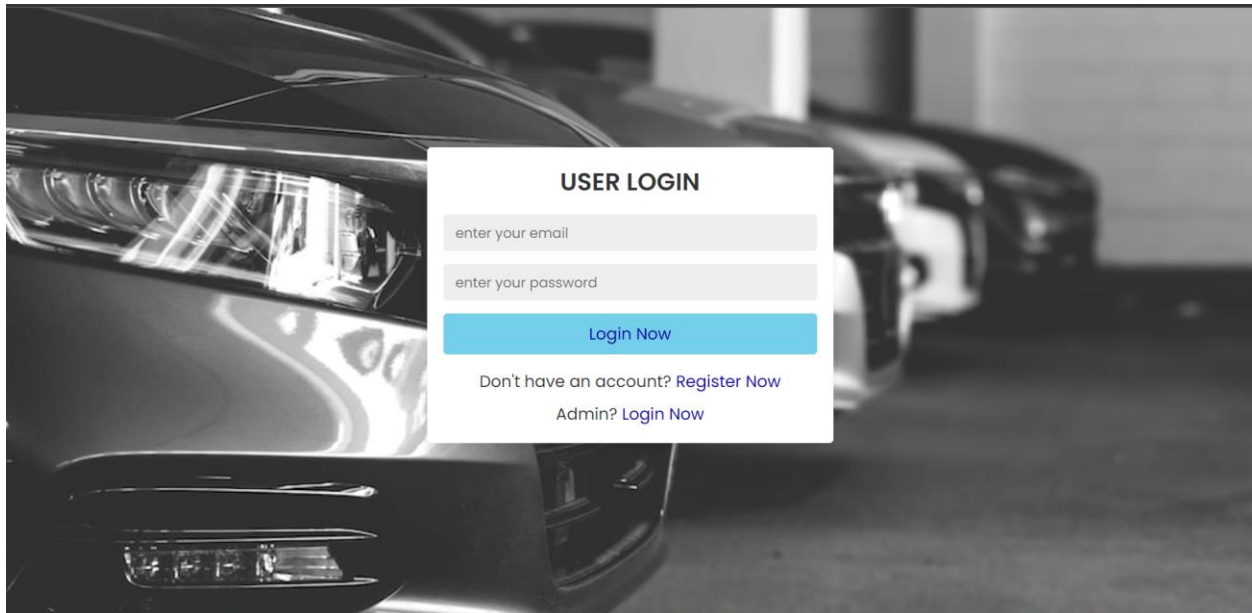 USER LOGIN
enter your email
enter your password
Login Now
Don't have an account? Register Now
Admin? Login Now